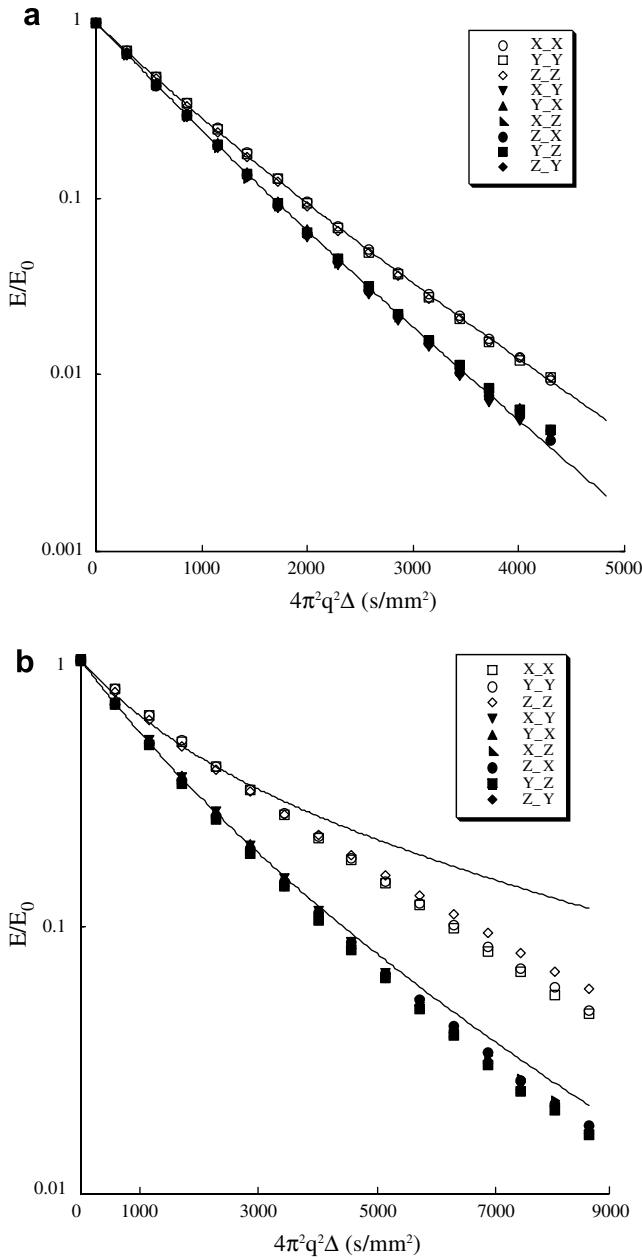 a
1
0.1
0.01
0.001
E/E0
0 1000 2000 3000 4000 5000
4π²q²Δ (s/mm²)
X_X
Y_Y
Z_Z
X_Y
Y_X
X_Z
Z_X
Y_Z
Z_Y
b
1
0.1
0.01
E/E0
0 1000 3000 5000 7000 9000
4π²q²Δ (s/mm²)
X_X
Y_Y
Z_Z
X_Y
Y_X
X_Z
Z_X
Y_Z
Z_Y